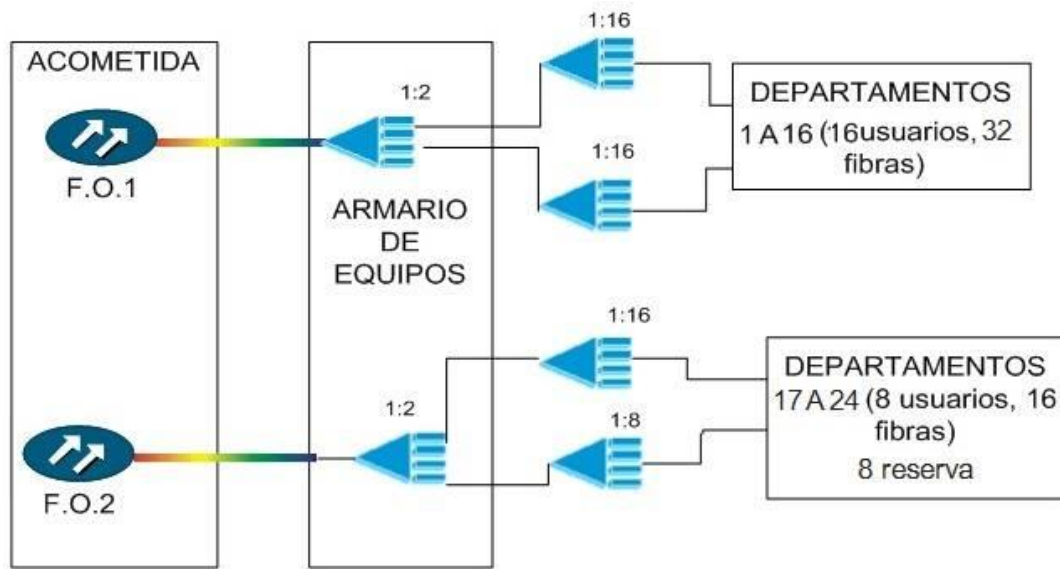 ACOMETIDA
F.O.1
F.O.2
1:2
ARMARIO
DE
EQUIPOS
1:2
1:16
1:16
1:16
1:8
DEPARTAMENTOS
1 A 16 (16usuarios, 32
fibras)
DEPARTAMENTOS
17 A 24 (8 usuarios, 16
fibras)
8 reserva